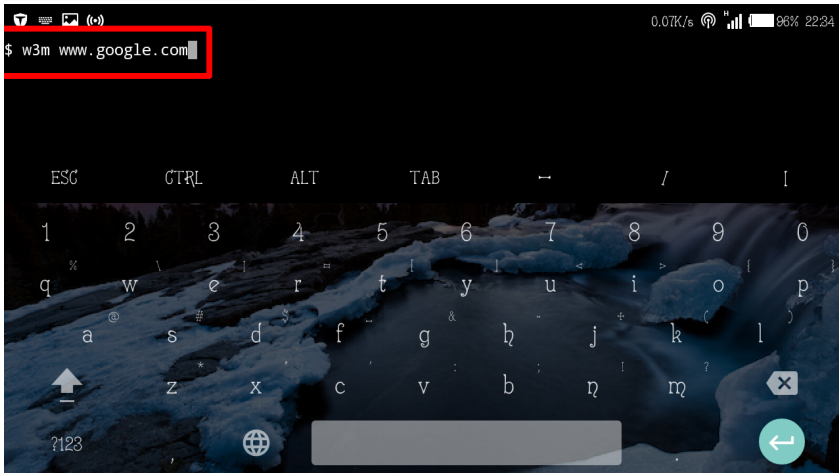 0.07K/s H 96% 22:34
$ w3m www.google.com
ESC CTRL ALT TAB - / |
1 2 3 4 5 6 7 8 9 0
% \ | = [ ] < > { }
q w e r t y u i o p
@ # $ _ & - + ( )
a s d f g h j k l
* " ' : ; ! ?
z x c v b n m
?123 , .